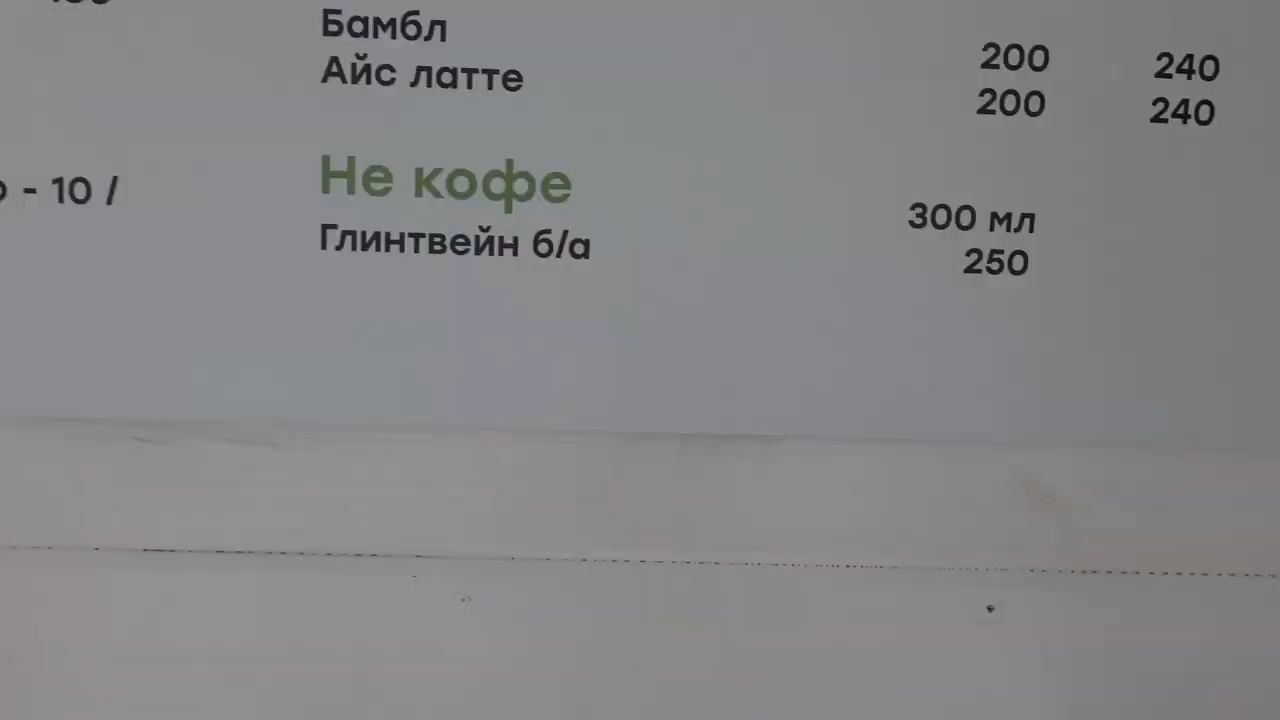 Бамбл 200 240
Айс латте 200 240
- 10 /
Не кофе 300 мл
Глинтвейн б/а 250